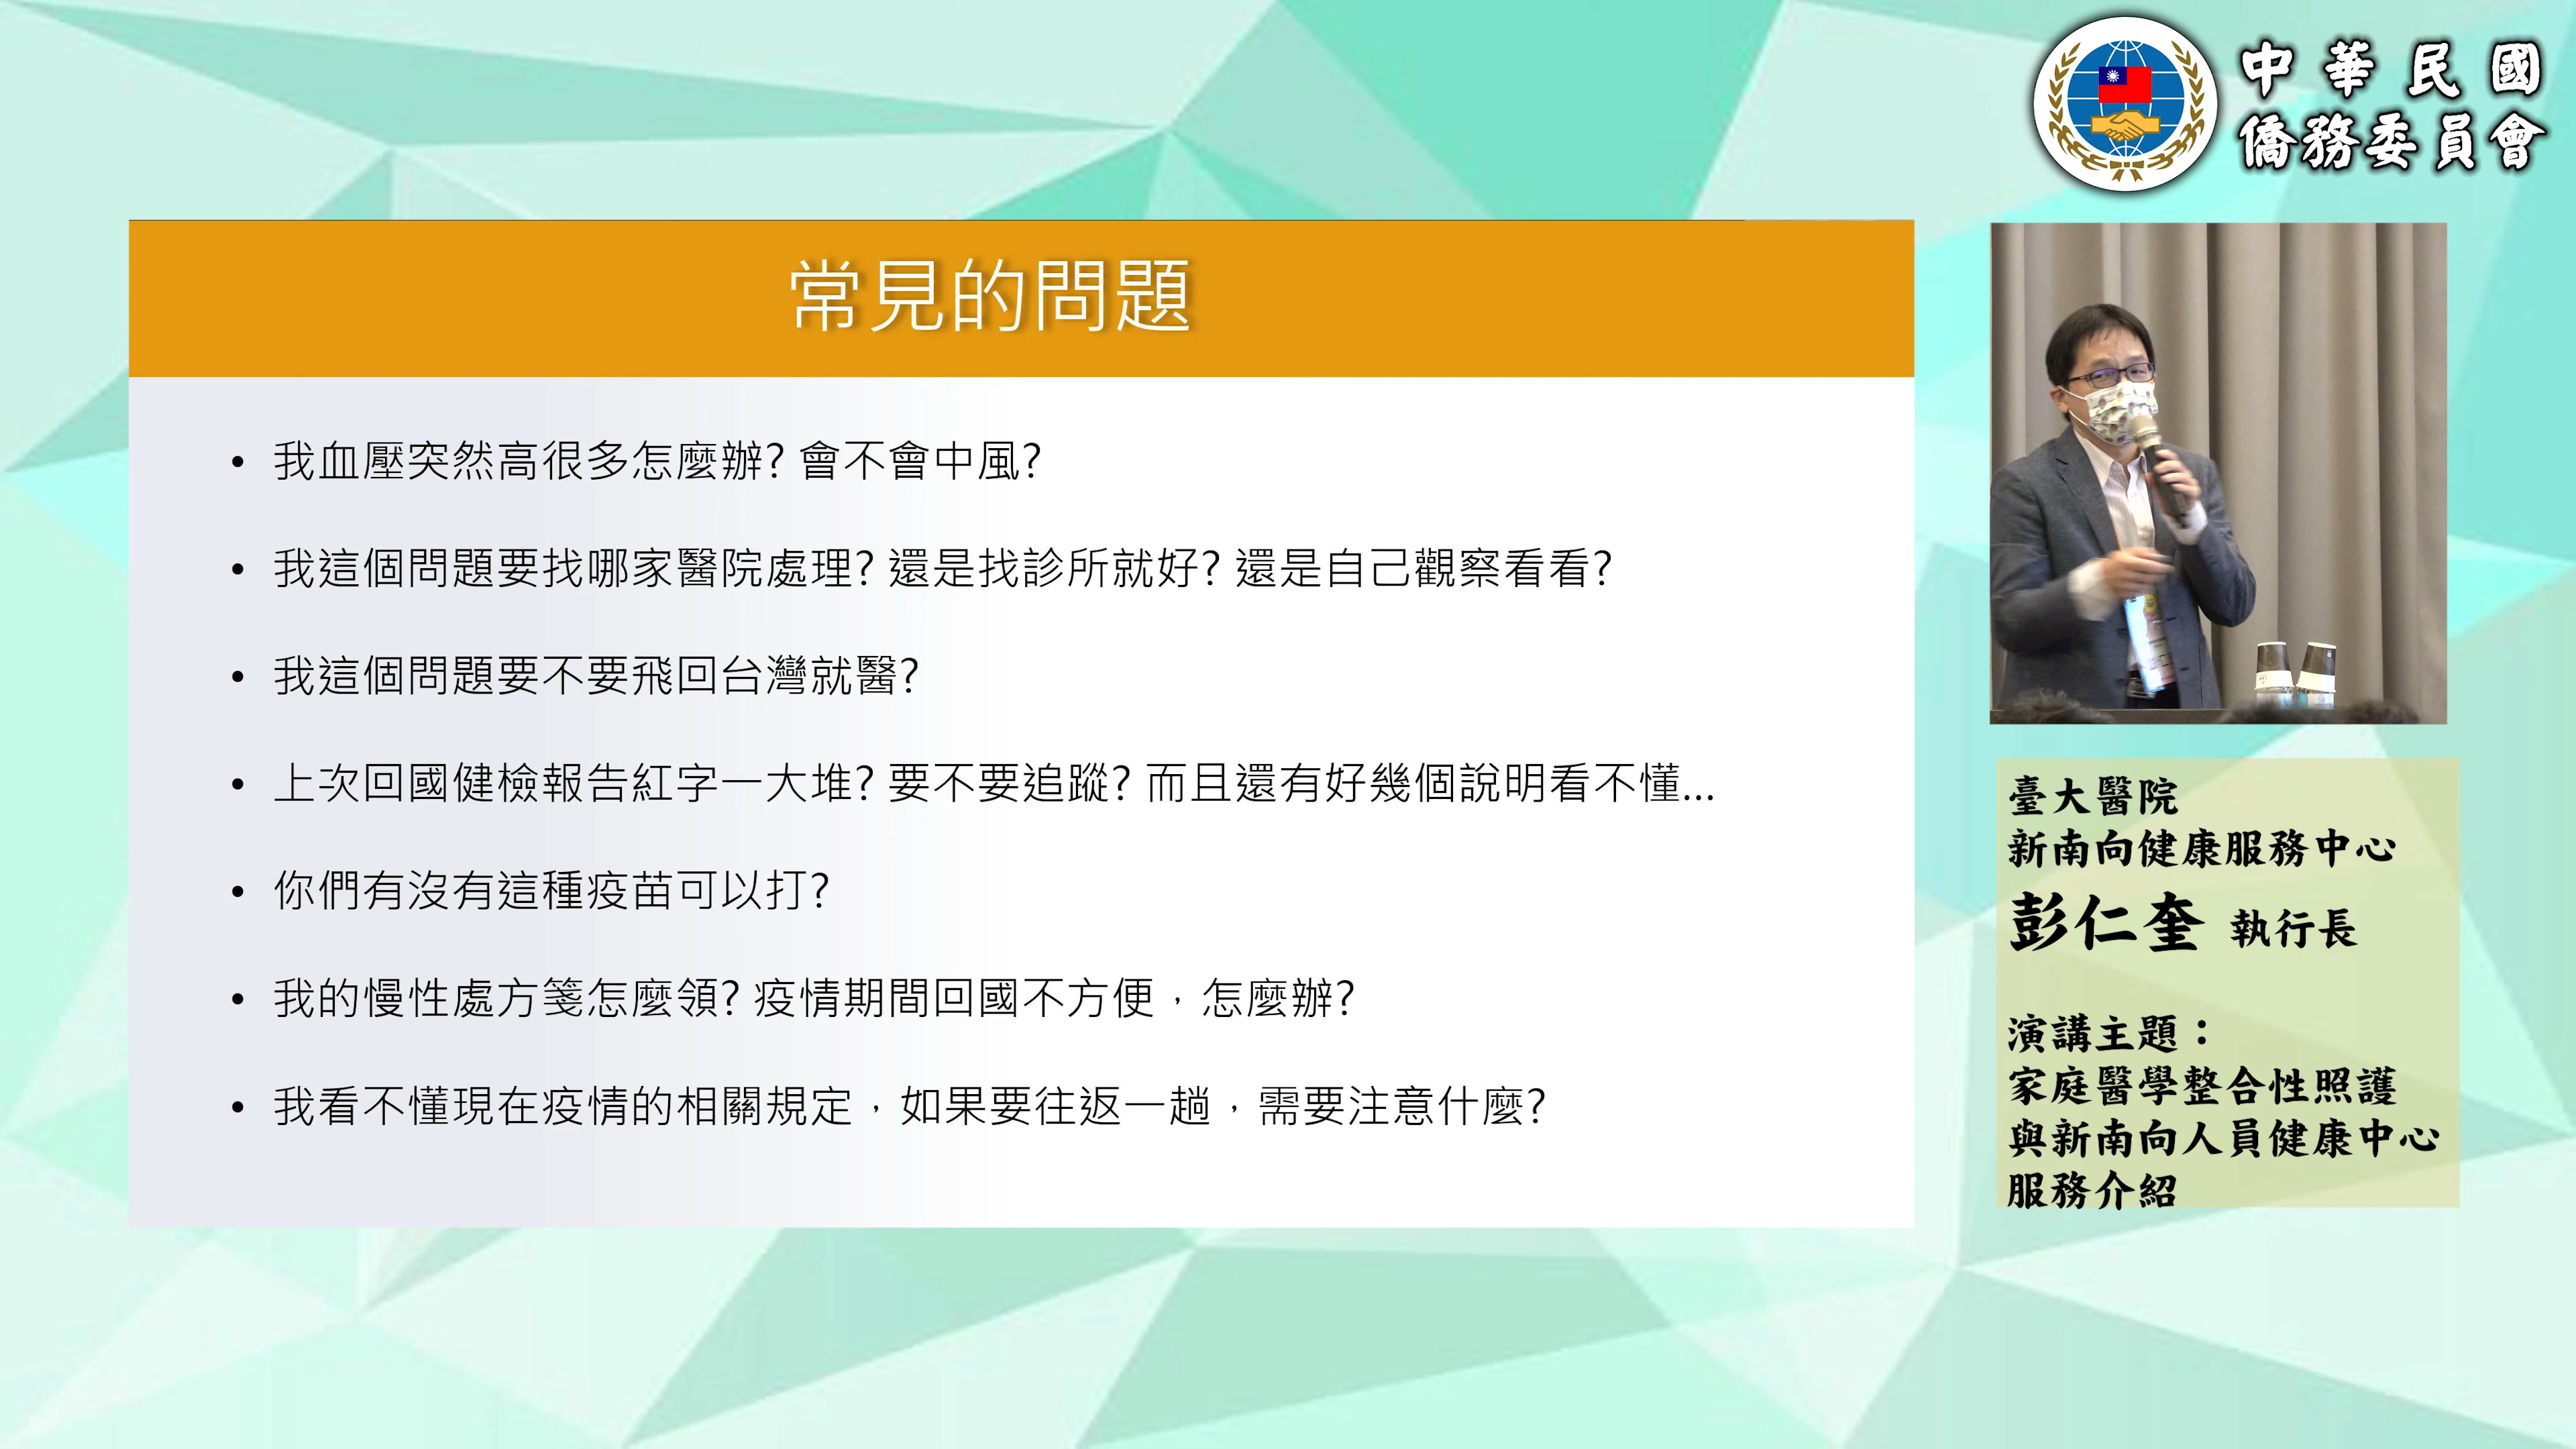 中華民國
僑務委員會
常見的問題
• 我血壓突然高很多怎麼辦? 會不會中風?
• 我這個問題要找哪家醫院處理? 還是找診所就好? 還是自己觀察看看?
• 我這個問題要不要飛回台灣就醫?
• 上次回國健檢報告紅字一大堆? 要不要追蹤? 而且還有好幾個說明看不懂...
• 你們有沒有這種疫苗可以打?
• 我的慢性處方箋怎麼領? 疫情期間回國不方便，怎麼辦?
• 我看不懂現在疫情的相關規定，如果要往返一趟，需要注意什麼?
臺大醫院
新南向健康服務中心
彭仁奎 執行長
演講主題：
家庭醫學整合性照護
與新南向人員健康中心
服務介紹